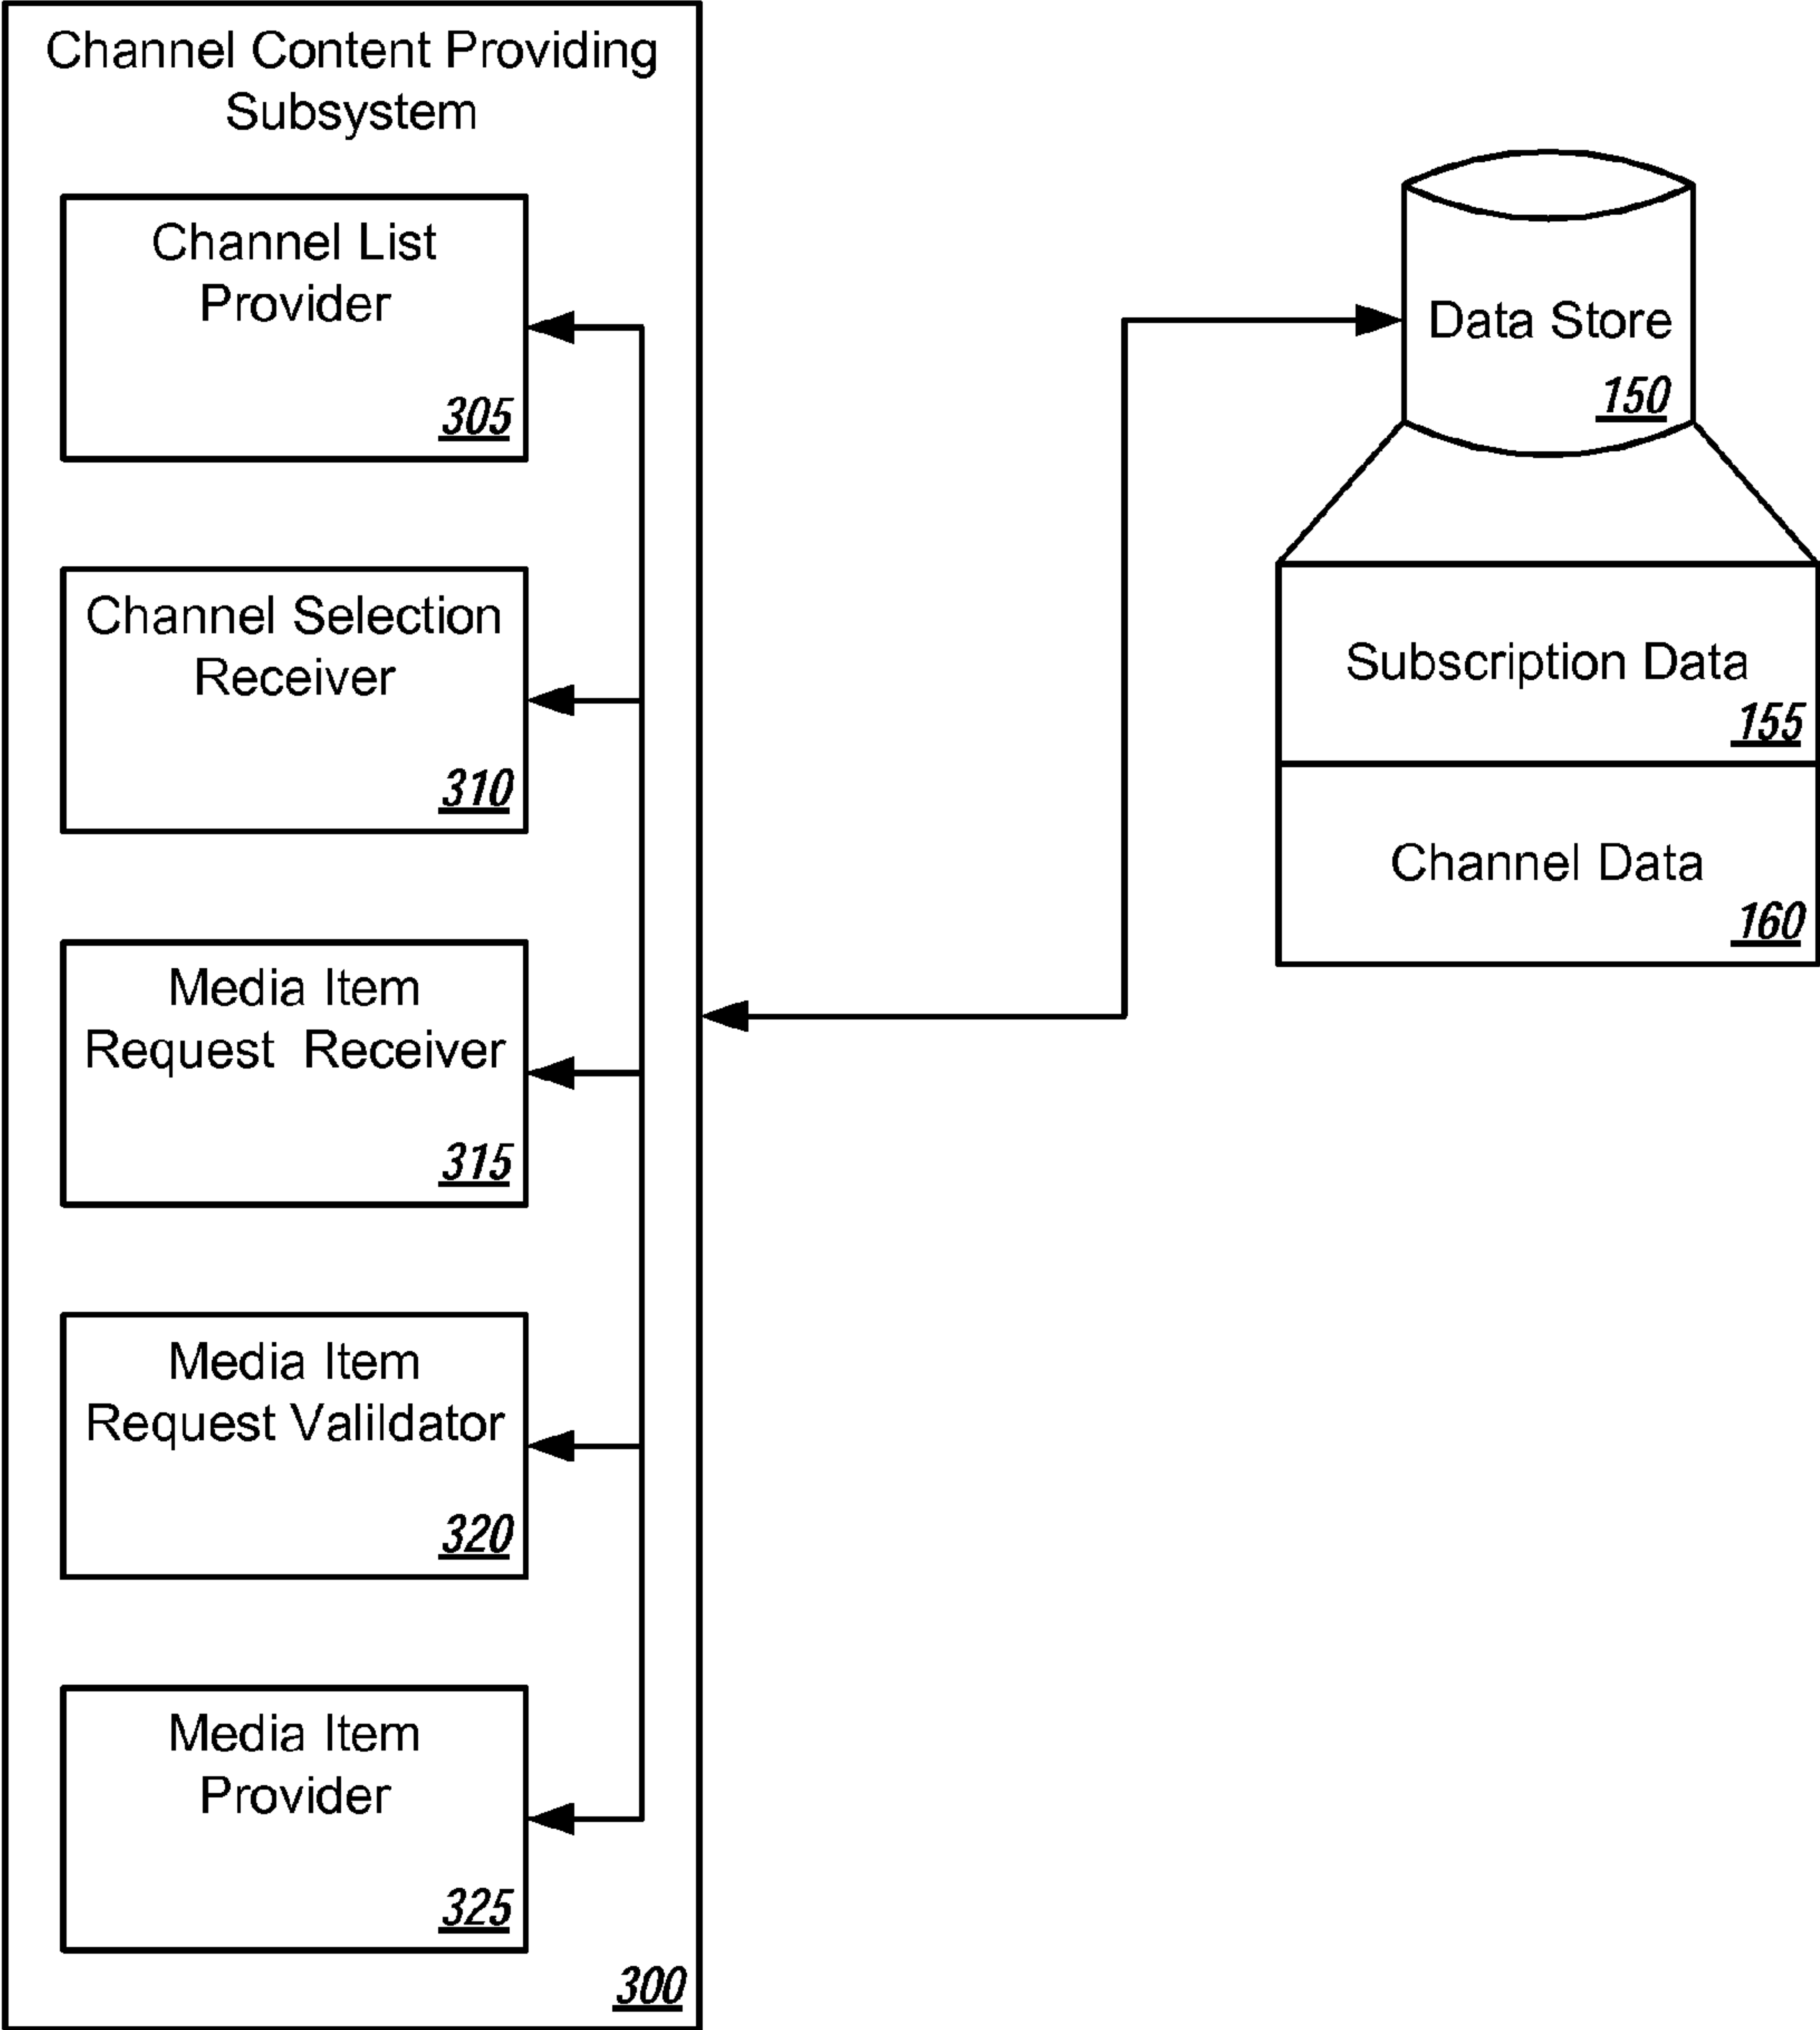 Channel Content Providing
Subsystem
Channel List
Provider
305
Channel Selection
Receiver
310
Media Item
Request Receiver
315
Media Item
Request Valildator
320
Media Item
Provider
325
300
Data Store
150
Subscription Data
155
Channel Data
160